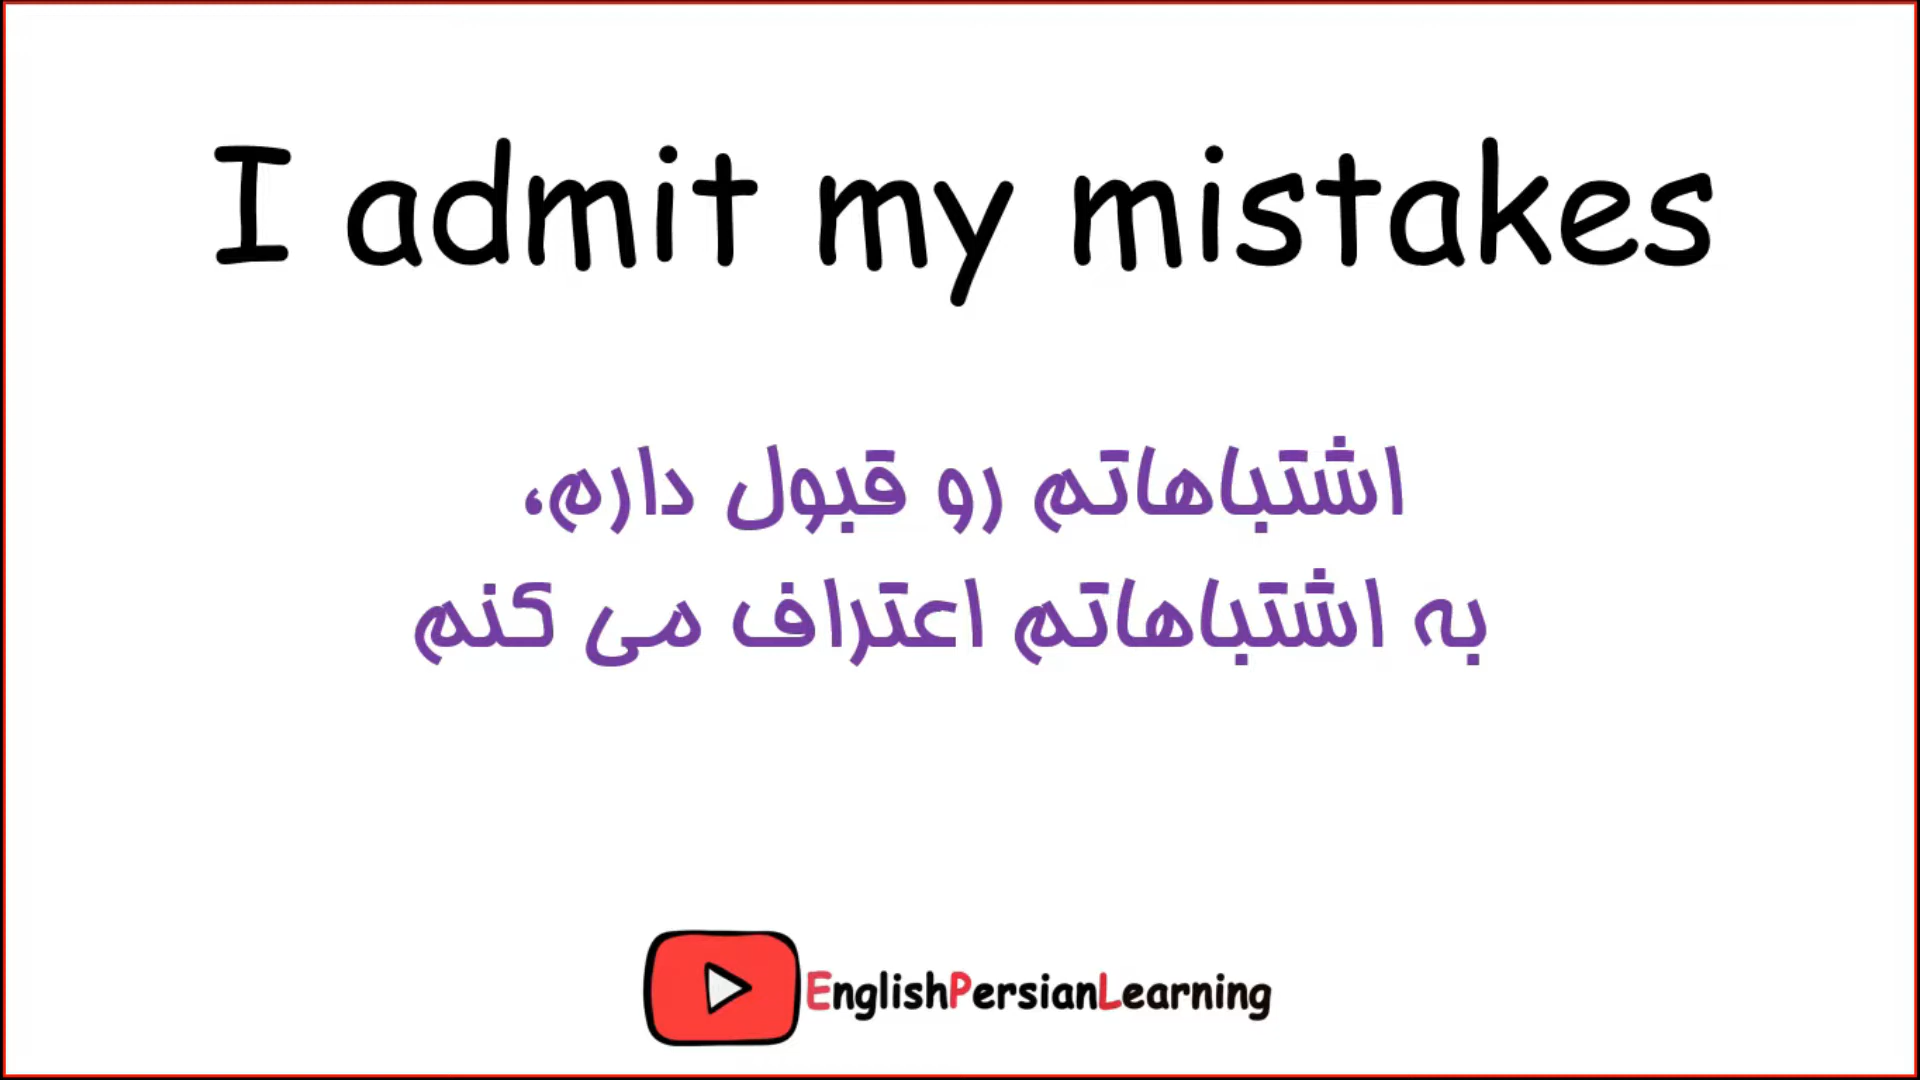 I admit my mistakes
اشتباهاتم رو قبول دارم،
به اشتباهاتم اعتراف می کنم
EnglishPersianLearning